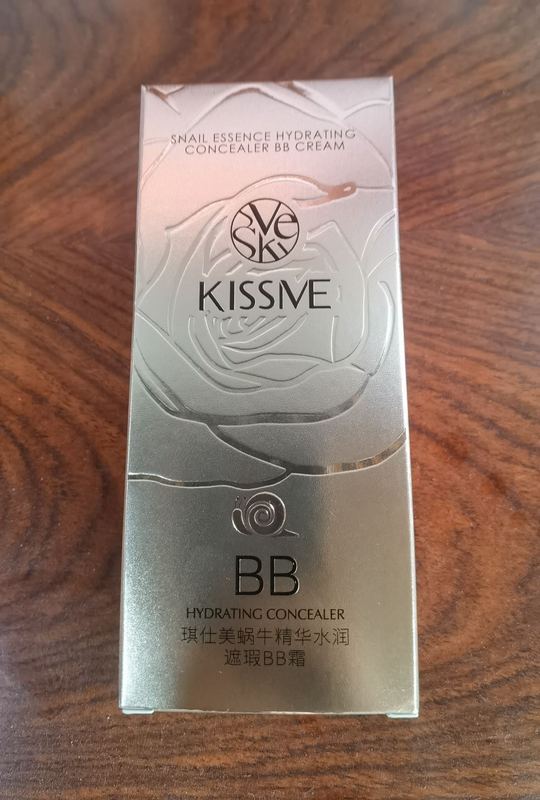 SNAIL ESSENCE HYDRATING
CONCEALER BB CREAM
KISSME
BB
HYDRATING CONCEALER
琪仕美蜗牛精华水润
遮瑕BB霜